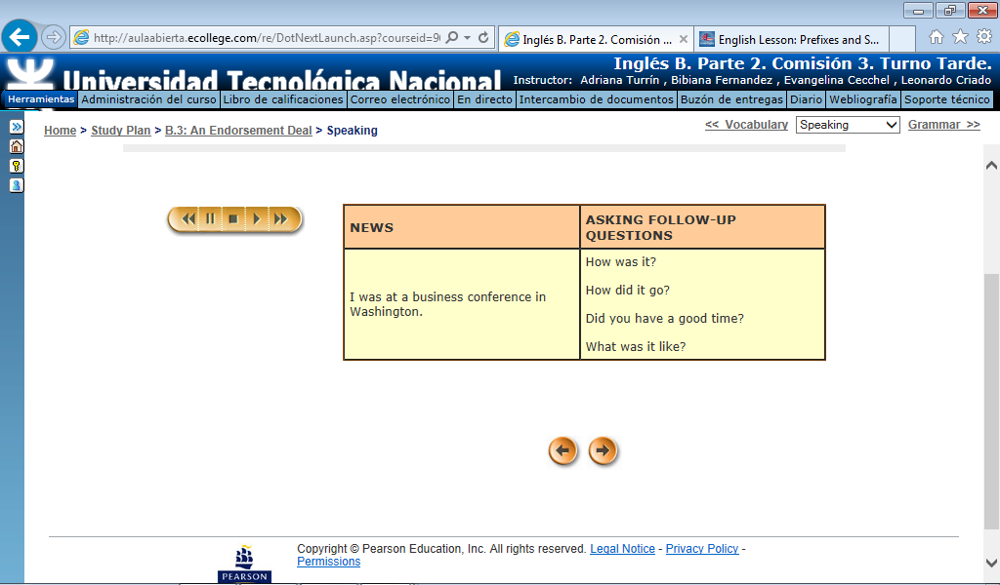 http://aulaabierta.ecollege.com/re/DotNextLaunch.asp?courseid=9
Inglés B. Parte 2. Comisión ...
English Lesson: Prefixes and S...
Universidad Tecnológica Nacional
Inglés B. Parte 2. Comisión 3. Turno Tarde.
Instructor: Adriana Turrín , Bibiana Fernandez , Evangelina Cecchel , Leonardo Criado
Herramientas Administración del curso Libro de calificaciones Correo electrónico En directo Intercambio de documentos Buzón de entregas Diario Webliografía Soporte técnico
Home > Study Plan > B.3: An Endorsement Deal > Speaking
<< Vocabulary Speaking Grammar >>
NEWS
ASKING FOLLOW-UP
QUESTIONS
I was at a business conference in
Washington.
How was it?
How did it go?
Did you have a good time?
What was it like?
PEARSON
Copyright © Pearson Education, Inc. All rights reserved. Legal Notice - Privacy Policy -
Permissions